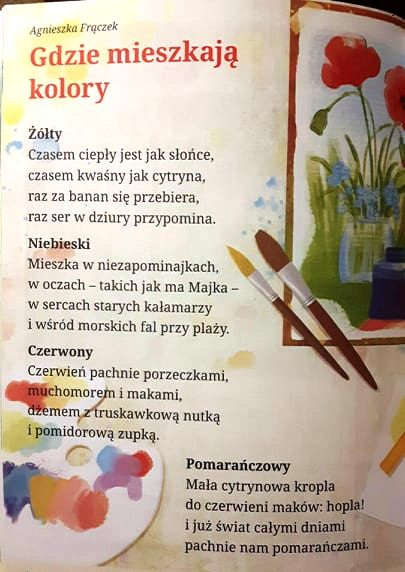 Agnieszka Frączek
Gdzie mieszkają
kolory
Żółty
Czasem ciepły jest jak słońce,
czasem kwaśny jak cytryna,
raz za banan się przebiera,
raz ser w dziury przypomina.
Niebieski
Mieszka w niezapominajkach,
w oczach – takich jak ma Majka –
w sercach starych kałamarzy
i wśród morskich fal przy plaży.
Czerwony
Czerwień pachnie porzeczkami,
muchomorem i makami,
dżemem z truskawkową nutką
i pomidorową zupką.
Pomarańczowy
Mała cytrynowa kropla
do czerwieni maków: hopla!
i już świat całymi dniami
pachnie nam pomarańczami.